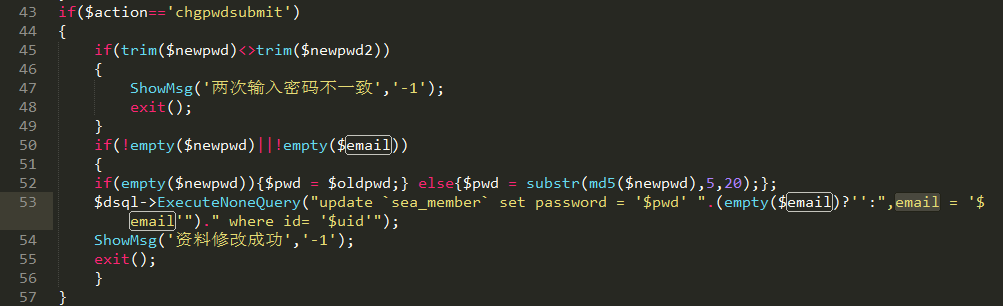 43 if($action=='chgpwdsubmit')
44 {
45 if(trim($newpwd)<>trim($newpwd2))
46 {
47 ShowMsg('两次输入密码不一致','-1');
48 exit();
49 }
50 if(!empty($newpwd)||!empty($email))
51 {
52 if(empty($newpwd)){$pwd = $oldpwd;} else{$pwd = substr(md5($newpwd),5,20);};
53 $dsql->ExecuteNoneQuery("update `sea_member` set password = '$pwd' ".(empty($email)?'':",email = '$
email'")." where id= '$uid'");
54 ShowMsg('资料修改成功','-1');
55 exit();
56 }
57 }